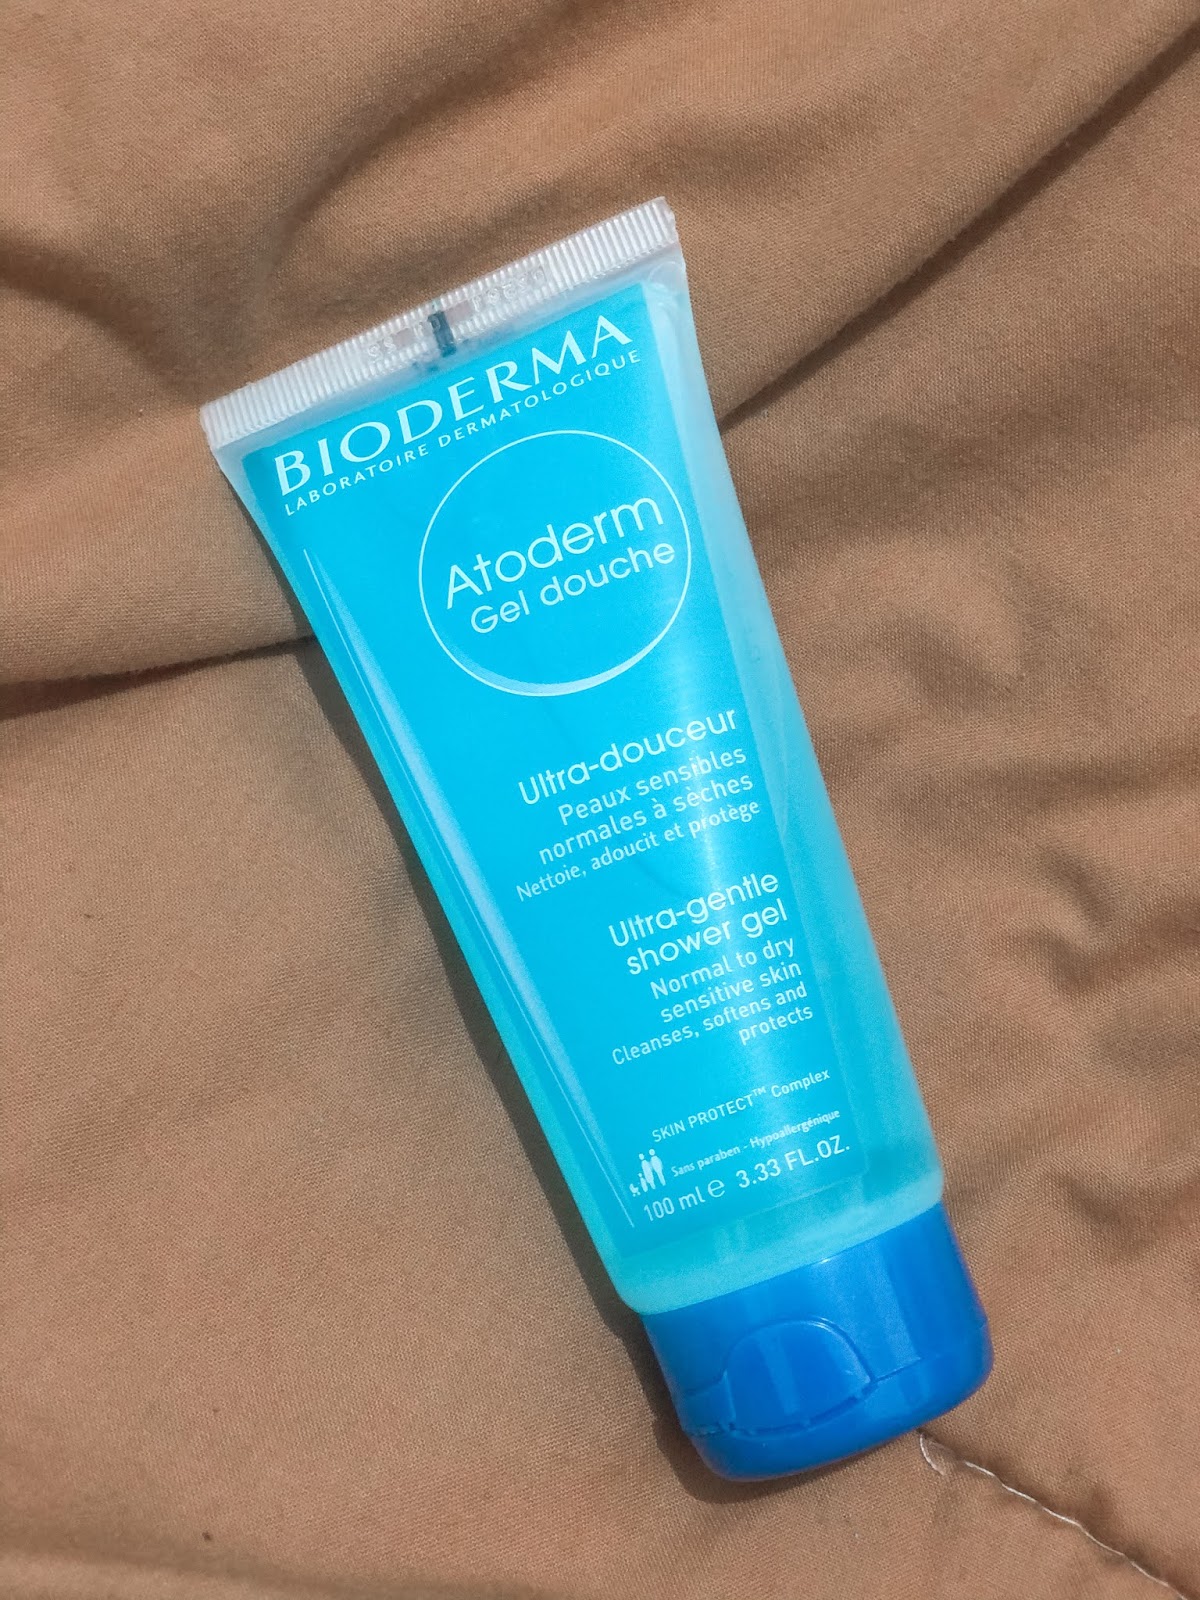 BIODERMA
LABORATOIRE DERMATOLOGIQUE
Atoderm
Gel douche
Ultra-douceur
Peaux sensibles
normales à sèches
Nettoie, adoucit et protège
Ultra-gentle
shower gel
Normal to dry
sensitive skin
Cleanses, softens and
protects
SKIN PROTECT™ Complex
Sans paraben - Hypoallergénique
100 ml ℮ 3.33 FL.OZ.